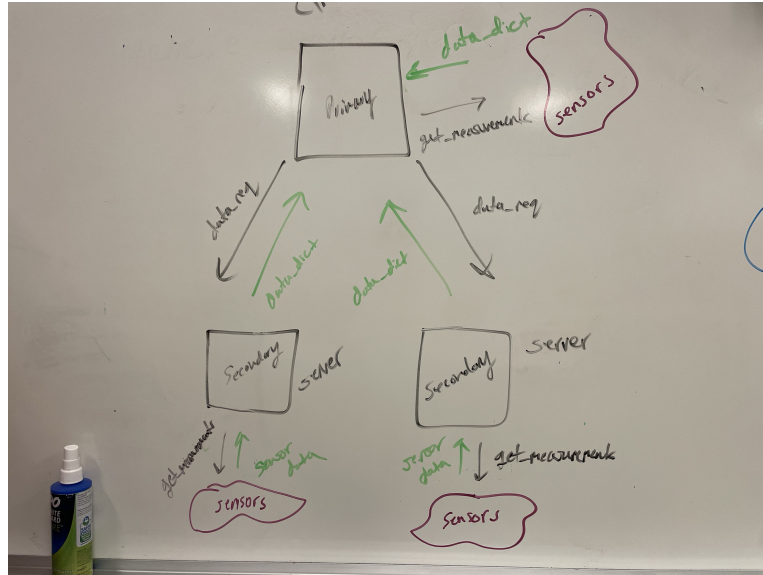 data_dict
Primary
sensors
get_measurements
data_req
data_req
Data_dict
data_dict
Secondary
server
Secondary
server
get_measurements
sensor
data
sensor
data
get_measurements
sensors
sensors